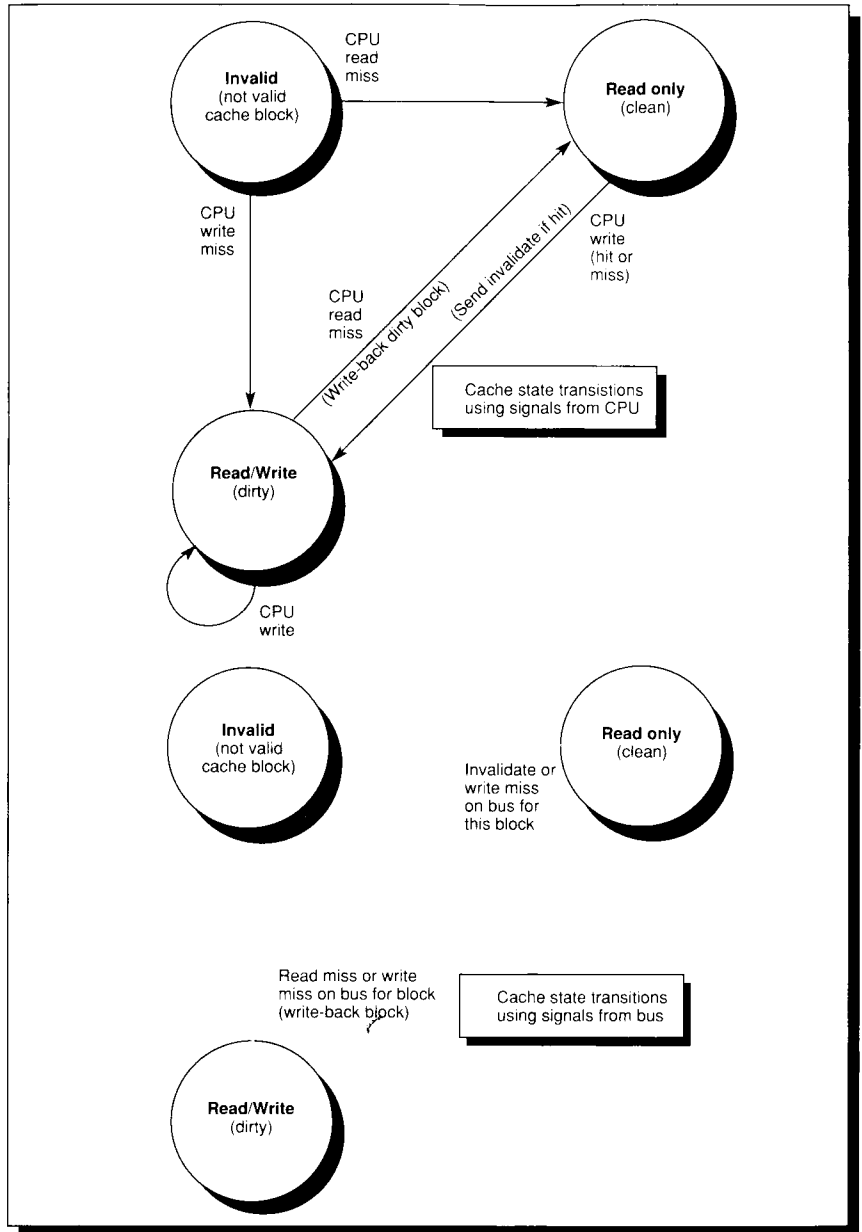 Invalid
(not valid
cache block)
CPU
read
miss
Read only
(clean)
CPU
write
miss
CPU
read
miss
(Write-back dirty block)
(Send invalidate if hit)
CPU
write
(hit or
miss)
Cache state transistions
using signals from CPU
Read/Write
(dirty)
CPU
write
Invalid
(not valid
cache block)
Read only
(clean)
Invalidate or
write miss
on bus for
this block
Read miss or write
miss on bus for block
(write-back block)
Cache state transitions
using signals from bus
Read/Write
(dirty)